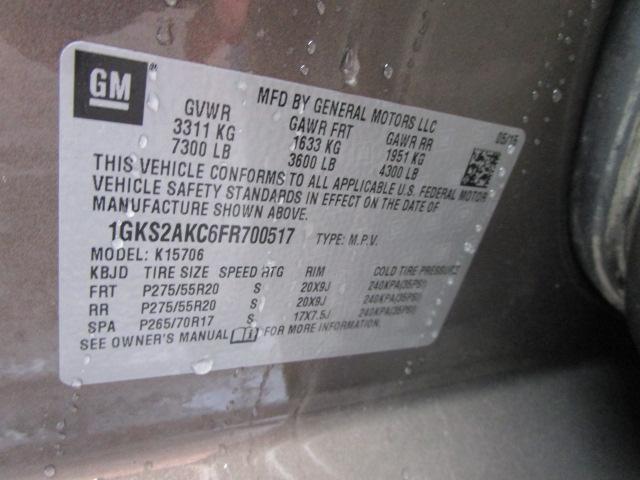 GM
MFD BY GENERAL MOTORS LLC
05/15
GVWR GAWR FRT GAWR RR
3311 KG 1633 KG 1951 KG
7300 LB 3600 LB 4300 LB
THIS VEHICLE CONFORMS TO ALL APPLICABLE U.S. FEDERAL MOTOR
VEHICLE SAFETY STANDARDS IN EFFECT ON THE DATE OF
MANUFACTURE SHOWN ABOVE.
1GKS2AKC6FR700517 TYPE: M.P.V.
MODEL: K15706
KBJD TIRE SIZE SPEED RTG RIM COLD TIRE PRESSURE
FRT P275/55R20 S 20X9J 240KPA(35PSI)
RR P275/55R20 S 20X9J 240KPA(35PSI)
SPA P265/70R17 S 17X7.5J 240KPA(35PSI)
SEE OWNER'S MANUAL FOR MORE INFORMATION.